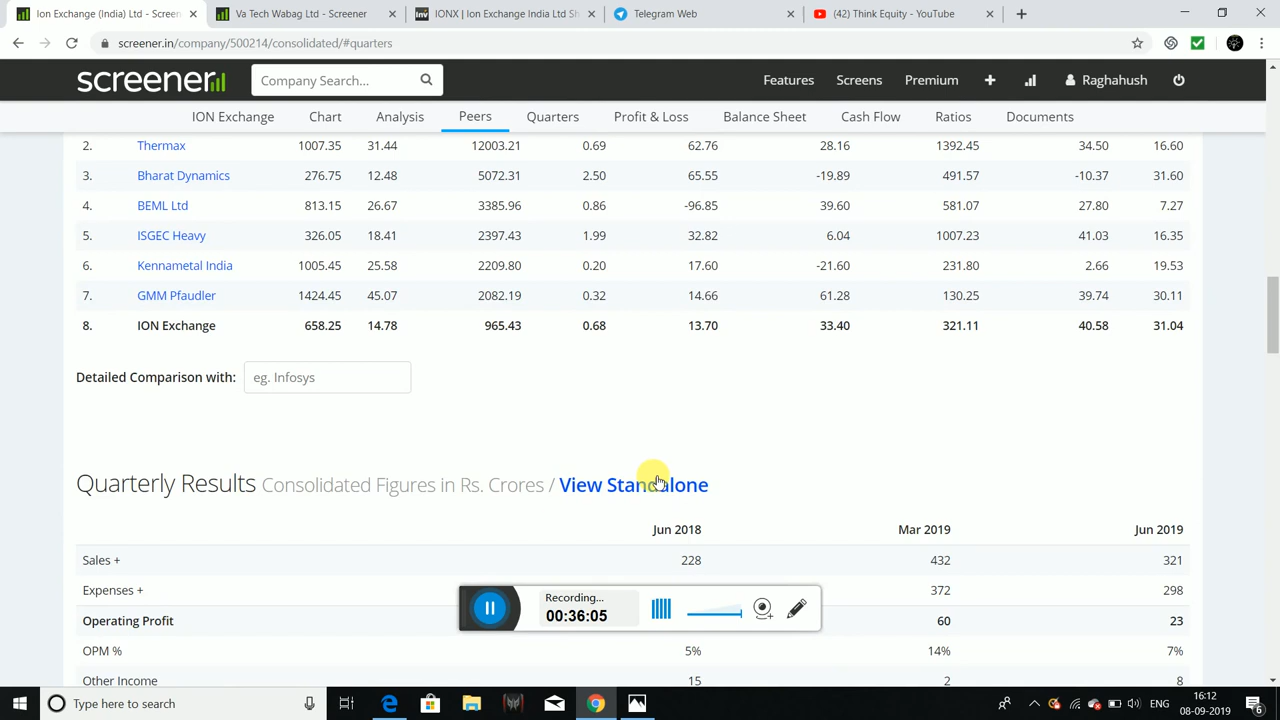 Ion Exchange (India) Ltd - Screen
Va Tech Wabag Ltd - Screener
IONX | Ion Exchange India Ltd Sh
Telegram Web
(42) Think Equity - YouTube
screener.in/company/500214/consolidated/#quarters
screener
Company Search...
Features
Screens
Premium
Raghahush
ION Exchange
Chart
Analysis
Peers
Quarters
Profit & Loss
Balance Sheet
Cash Flow
Ratios
Documents
2. Thermax 1007.35 31.44 12003.21 0.69 62.76 28.16 1392.45 34.50 16.60
3. Bharat Dynamics 276.75 12.48 5072.31 2.50 65.55 -19.89 491.57 -10.37 31.60
4. BEML Ltd 813.15 26.67 3385.96 0.86 -96.85 39.60 581.07 27.80 7.27
5. ISGEC Heavy 326.05 18.41 2397.43 1.99 32.82 6.04 1007.23 41.03 16.35
6. Kennametal India 1005.45 25.58 2209.80 0.20 17.60 -21.60 231.80 2.66 19.53
7. GMM Pfaudler 1424.45 45.07 2082.19 0.32 14.66 61.28 130.25 39.74 30.11
8. ION Exchange 658.25 14.78 965.43 0.68 13.70 33.40 321.11 40.58 31.04
Detailed Comparison with: eg. Infosys
Quarterly Results Consolidated Figures in Rs. Crores / View Standalone
Jun 2018 Mar 2019 Jun 2019
Sales + 228 432 321
Expenses + 372 298
Operating Profit 60 23
OPM % 5% 14% 7%
Other Income 15 2 8
Recording...
00:36:05
Type here to search
ENG
16:12
08-09-2019
6